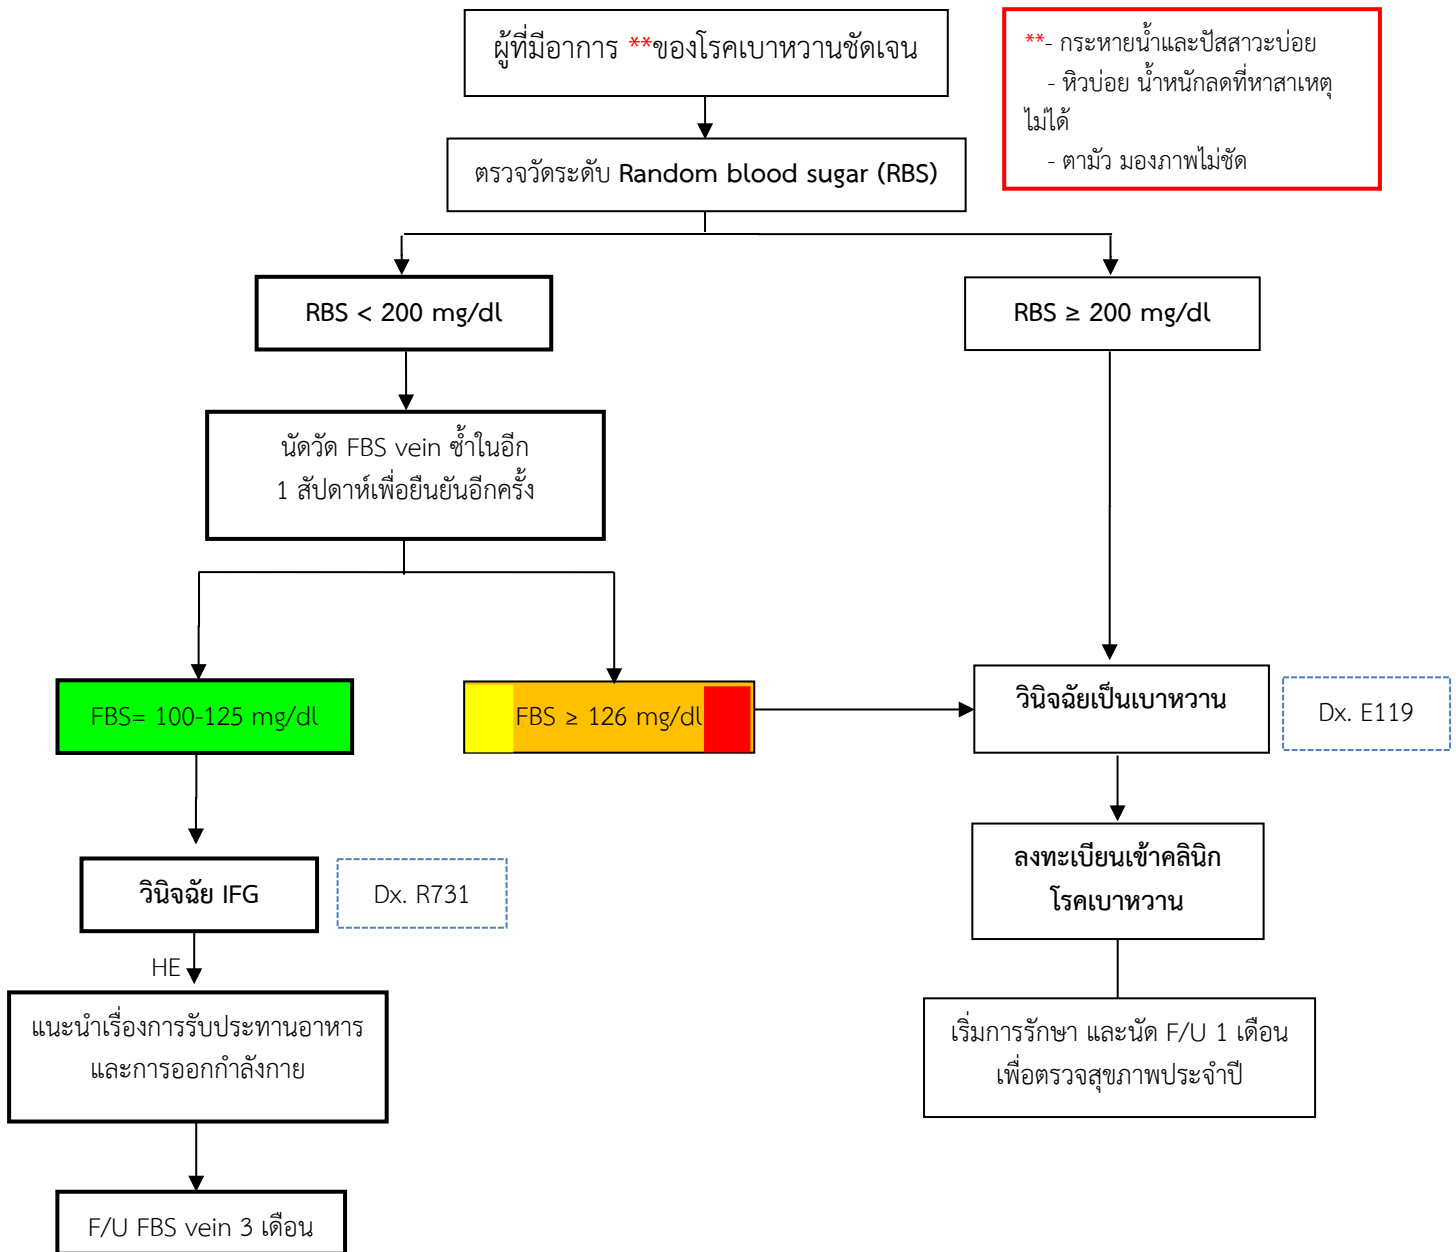 ผู้ที่มีอาการ **ของโรคเบาหวานชัดเจน
**- กระหายน้ำและปัสสาวะบ่อย
- หิวบ่อย น้ำหนักลดที่หาสาเหตุ
ไม่ได้
- ตามัว มองภาพไม่ชัด
ตรวจวัดระดับ Random blood sugar (RBS)
RBS < 200 mg/dl
RBS ≥ 200 mg/dl
นัดวัด FBS vein ซ้ำในอีก
1 สัปดาห์เพื่อยืนยันอีกครั้ง
FBS= 100-125 mg/dl
FBS ≥ 126 mg/dl
วินิจฉัยเป็นเบาหวาน
Dx. E119
วินิจฉัย IFG
Dx. R731
ลงทะเบียนเข้าคลินิก
โรคเบาหวาน
HE
แนะนำเรื่องการรับประทานอาหาร
และการออกกำลังกาย
เริ่มการรักษา และนัด F/U 1 เดือน
เพื่อตรวจสุขภาพประจำปี
F/U FBS vein 3 เดือน